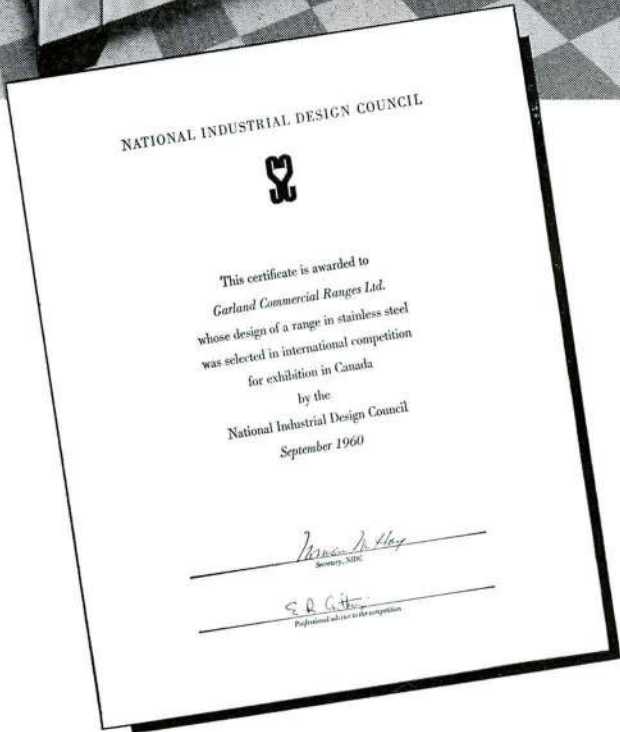 NATIONAL INDUSTRIAL DESIGN COUNCIL
This certificate is awarded to
Garland Commercial Ranges Ltd.
whose design of a range in stainless steel
was selected in international competition
for exhibition in Canada
by the
National Industrial Design Council
September 1960
Secretary, NIDC
Professional adviser to the competition